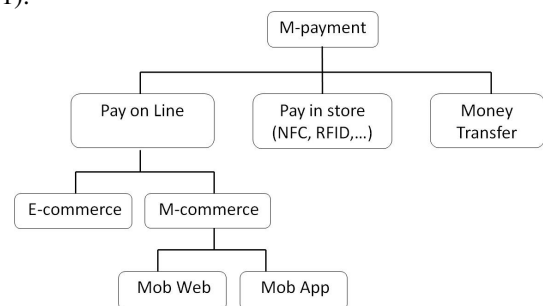 1).
M-payment
Pay on Line
Pay in store
(NFC, RFID,...)
Money
Transfer
E-commerce
M-commerce
Mob Web
Mob App